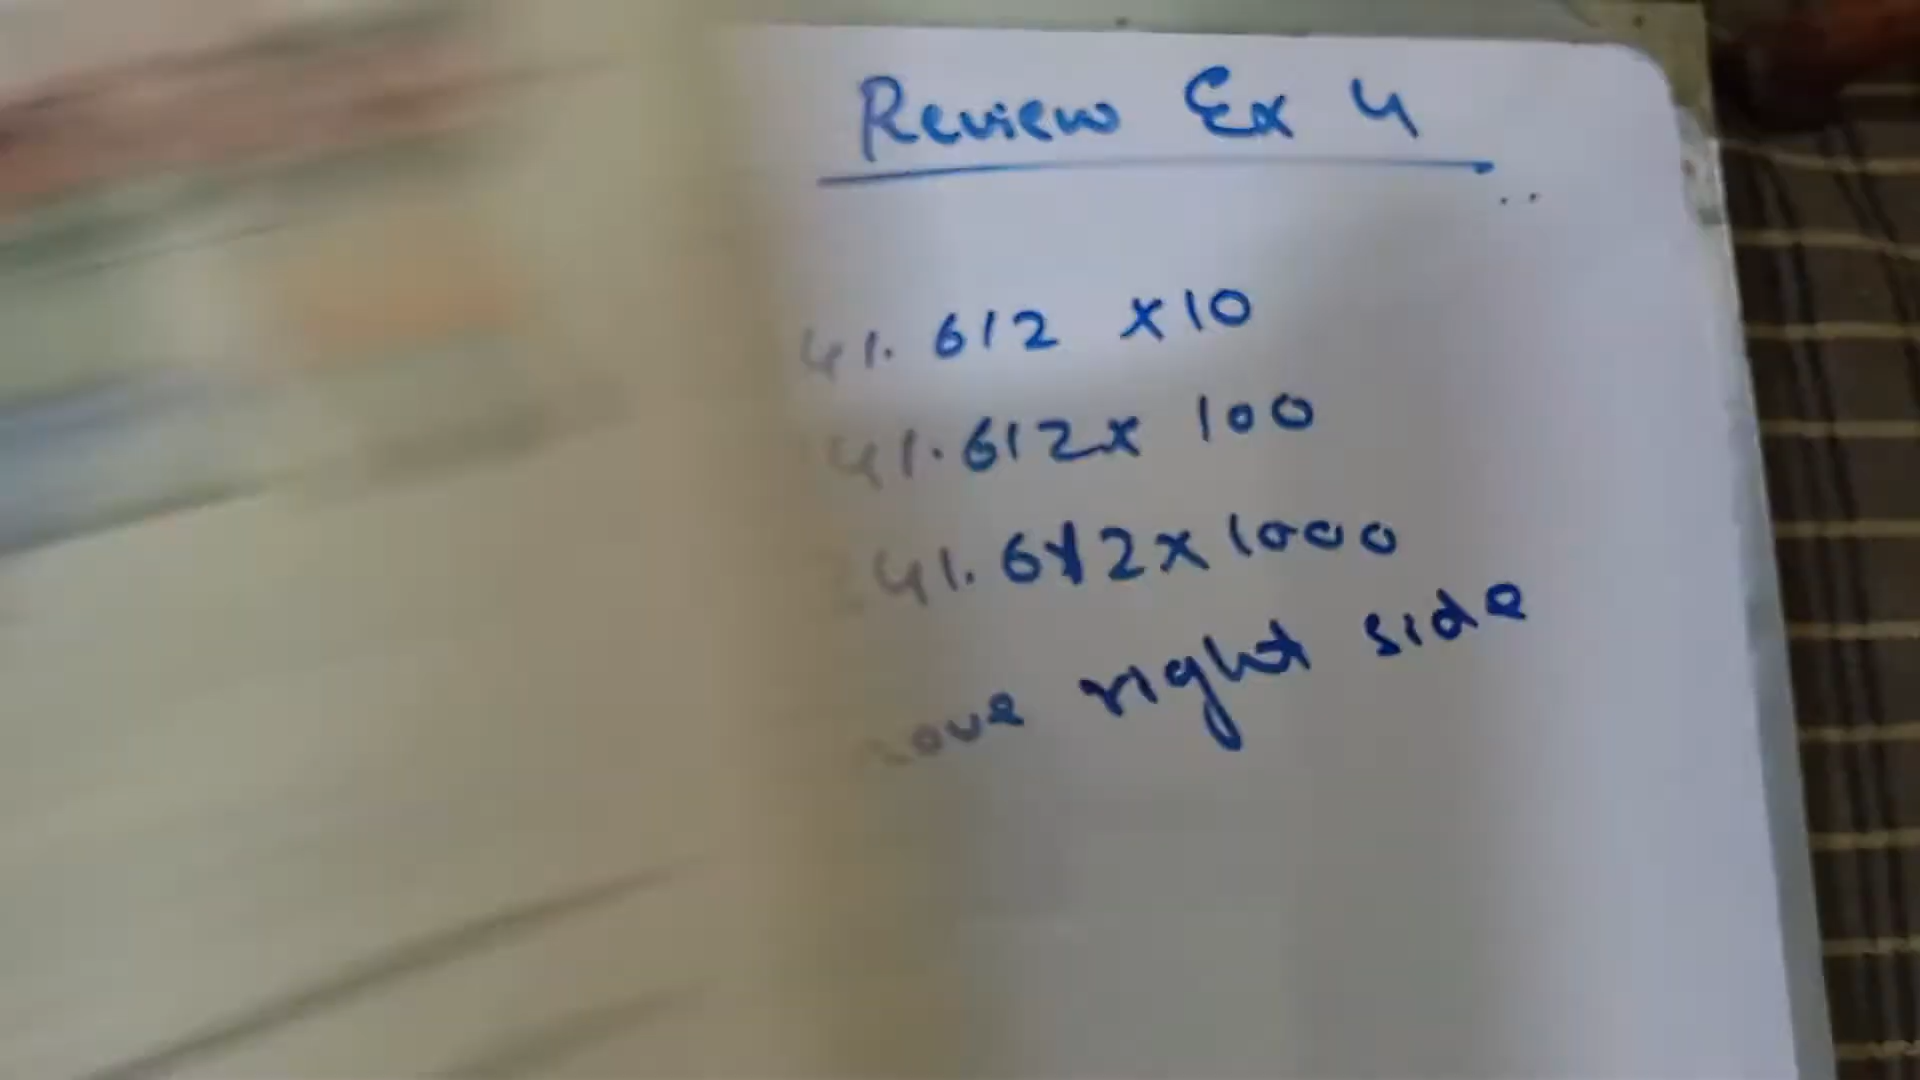 Review Ex 4
41.612 x10
41.612x 100
41.612x1000
right side